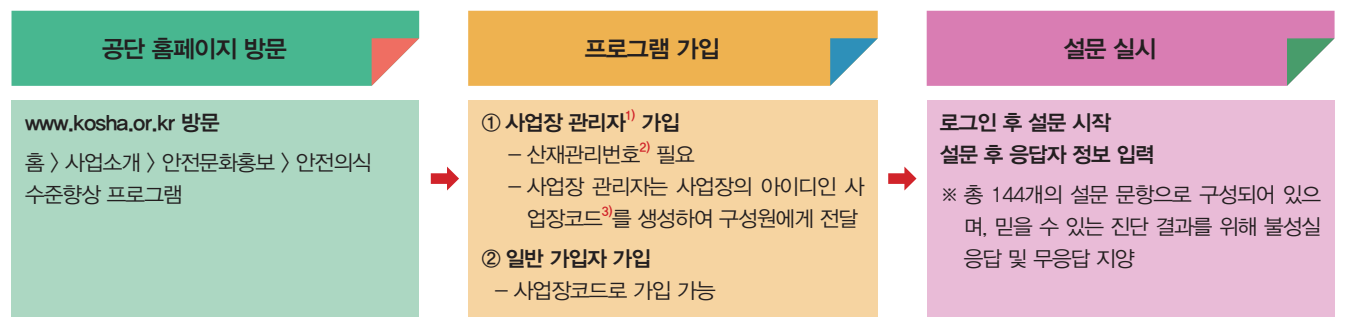 공단 홈페이지 방문
www.kosha.or.kr 방문
홈 > 사업소개 > 안전문화홍보 > 안전의식
수준향상 프로그램
프로그램 가입
① 사업장 관리자1) 가입
– 산재관리번호2) 필요
– 사업장 관리자는 사업장의 아이디인 사
업장코드3)를 생성하여 구성원에게 전달
② 일반 가입자 가입
– 사업장코드로 가입 가능
설문 실시
로그인 후 설문 시작
설문 후 응답자 정보 입력
※ 총 144개의 설문 문항으로 구성되어 있으
며, 믿을 수 있는 진단 결과를 위해 불성실
응답 및 무응답 지양